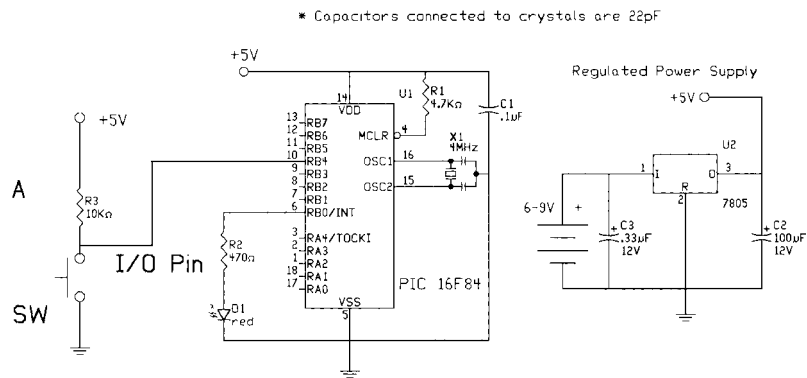 * Capacitors connected to crystals are 22pF
+5V
Regulated Power Supply
+5V
U1
R1
4.7KΩ
C1
.1µF
+5V
A
R3
10KΩ
I/O Pin
SW
14
VDD
13 RB7
12 RB6
11 RB5
10 RB4
9 RB3
8 RB2
7 RB1
6 RB0/INT
3 RA4/TOCKI
2 RA3
1 RA2
18 RA1
17 RA0
MCLR 4
OSC1 16
OSC2 15
X1
4MHz
VSS
5
PIC 16F84
R2
470Ω
D1
red
U2
1 I
O 3
R
2
7805
6-9V +
+
C3
.33µF
12V
+
C2
100µF
12V